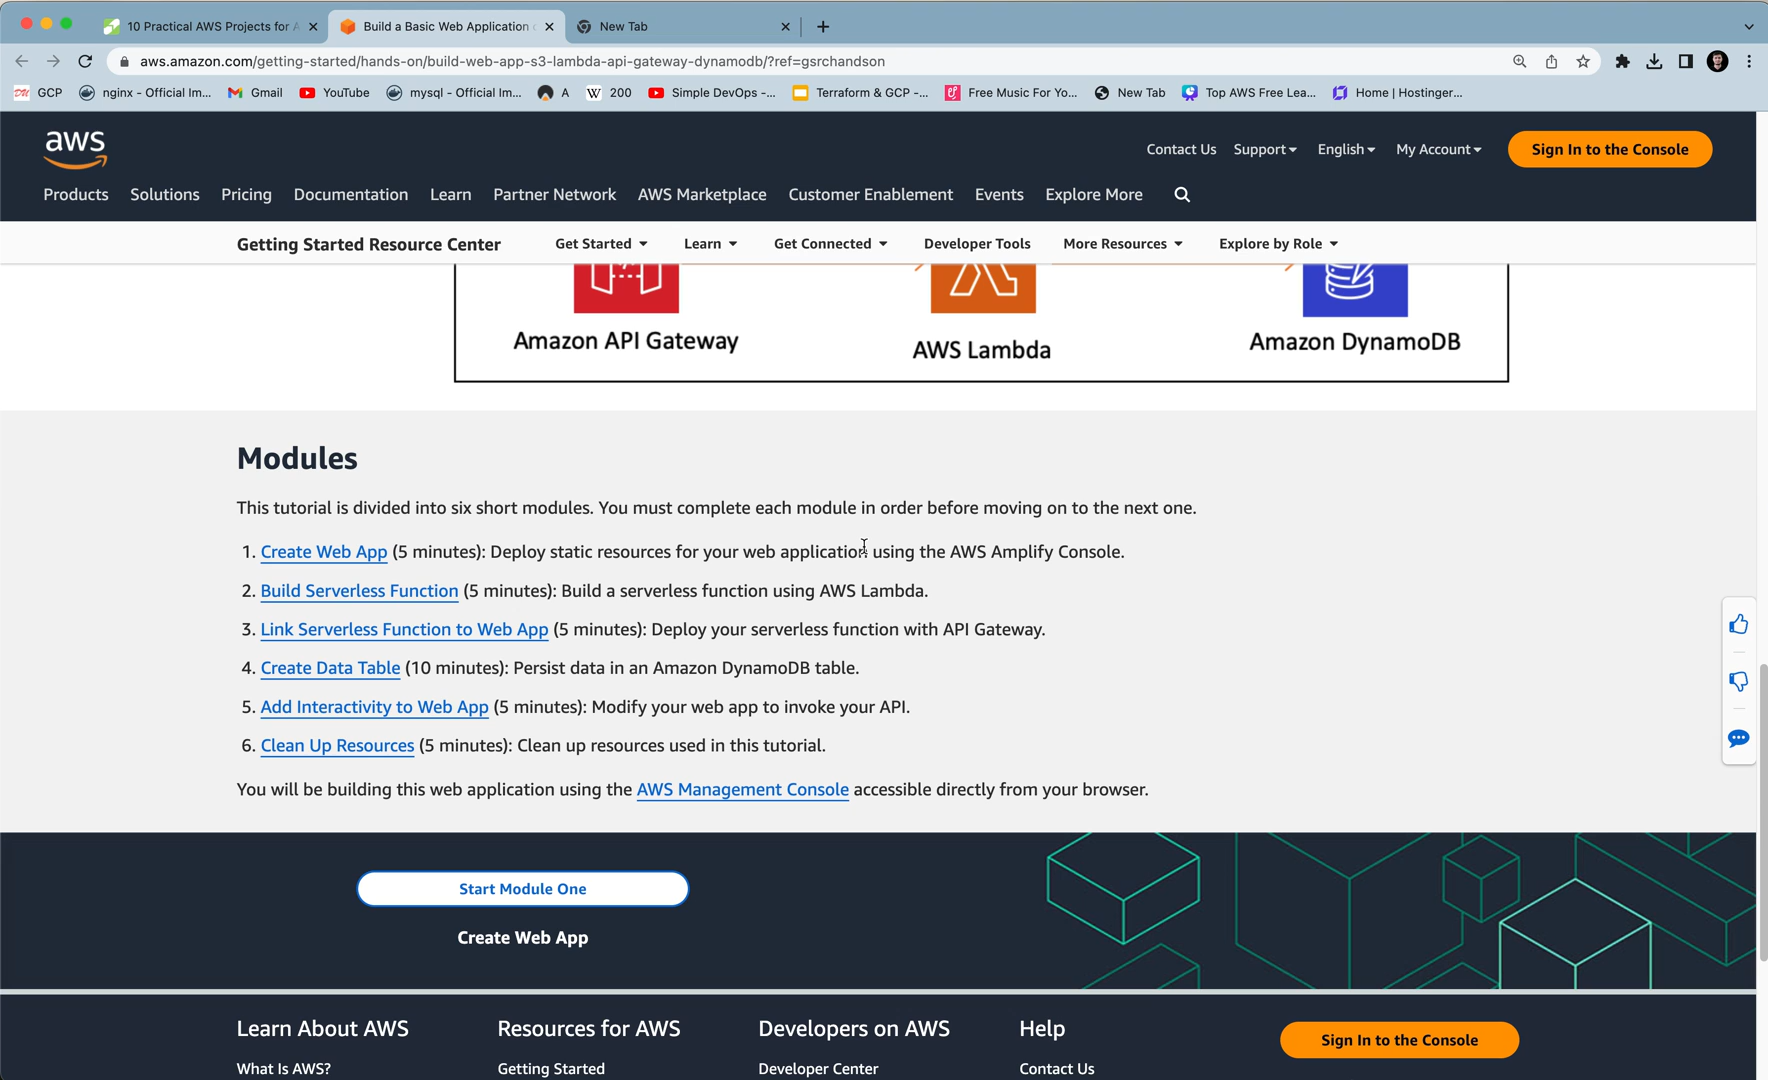 10 Practical AWS Projects for A
Build a Basic Web Application
New Tab
aws.amazon.com/getting-started/hands-on/build-web-app-s3-lambda-api-gateway-dynamodb/?ref=gsrchandson
GCP
nginx - Official Im...
Gmail
YouTube
mysql - Official Im...
A
W 200
Simple DevOps -...
Terraform & GCP -...
Free Music For Yo...
New Tab
Top AWS Free Lea...
Home | Hostinger...
aws
Contact Us
Support
English
My Account
Sign In to the Console
Products
Solutions
Pricing
Documentation
Learn
Partner Network
AWS Marketplace
Customer Enablement
Events
Explore More
Getting Started Resource Center
Get Started
Learn
Get Connected
Developer Tools
More Resources
Explore by Role
Amazon API Gateway
AWS Lambda
Amazon DynamoDB
Modules
This tutorial is divided into six short modules. You must complete each module in order before moving on to the next one.
1. Create Web App (5 minutes): Deploy static resources for your web application using the AWS Amplify Console.
2. Build Serverless Function (5 minutes): Build a serverless function using AWS Lambda.
3. Link Serverless Function to Web App (5 minutes): Deploy your serverless function with API Gateway.
4. Create Data Table (10 minutes): Persist data in an Amazon DynamoDB table.
5. Add Interactivity to Web App (5 minutes): Modify your web app to invoke your API.
6. Clean Up Resources (5 minutes): Clean up resources used in this tutorial.
You will be building this web application using the AWS Management Console accessible directly from your browser.
Start Module One
Create Web App
Learn About AWS
Resources for AWS
Developers on AWS
Help
Sign In to the Console
What Is AWS?
Getting Started
Developer Center
Contact Us